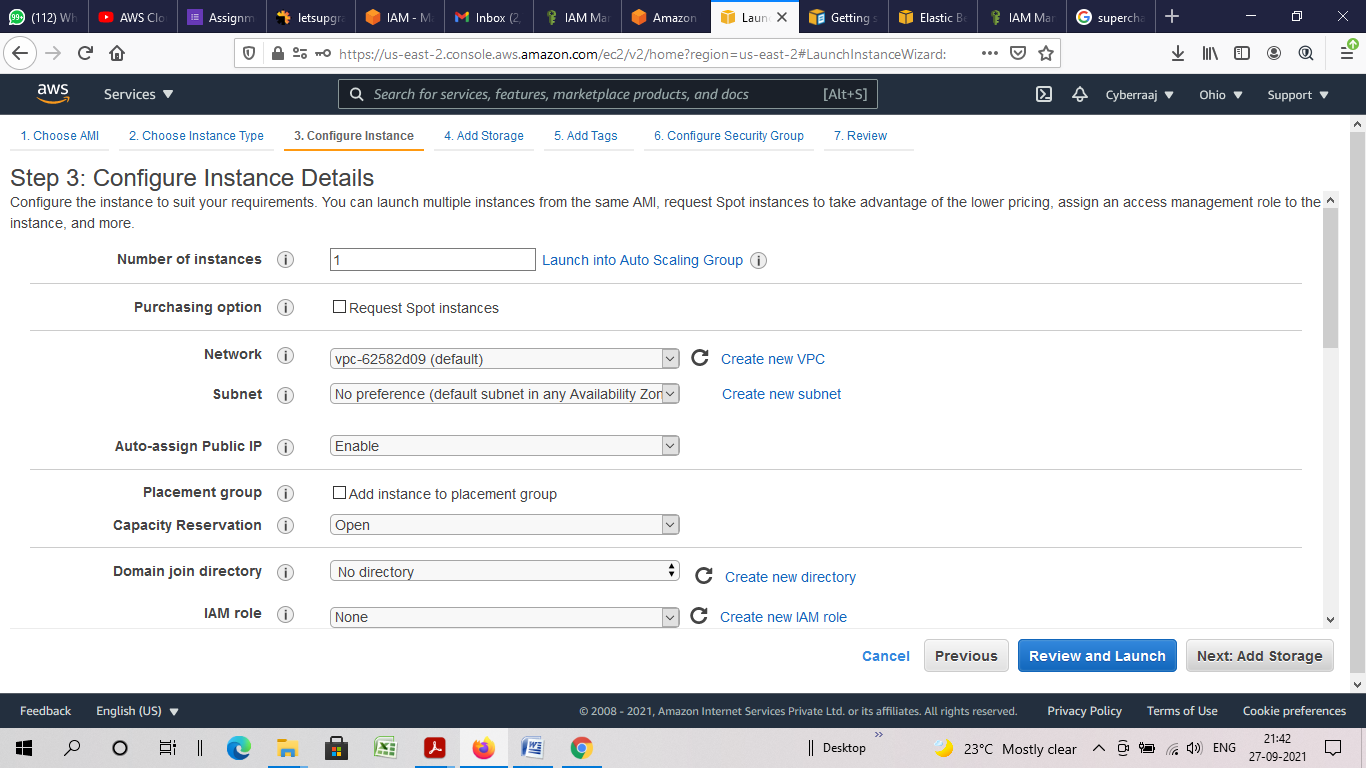 (112) Wh
AWS Clo
Assignm
letsupgra
IAM - Ma
Inbox (2,
IAM Man
Amazon
Laun
Getting s
Elastic Be
IAM Man
supercha
https://us-east-2.console.aws.amazon.com/ec2/v2/home?region=us-east-2#LaunchInstanceWizard:
aws Services Search for services, features, marketplace products, and docs [Alt+S] Cyberraaj Ohio Support
1. Choose AMI 2. Choose Instance Type 3. Configure Instance 4. Add Storage 5. Add Tags 6. Configure Security Group 7. Review
Step 3: Configure Instance Details
Configure the instance to suit your requirements. You can launch multiple instances from the same AMI, request Spot instances to take advantage of the lower pricing, assign an access management role to the
instance, and more.
Number of instances i 1 Launch into Auto Scaling Group i
Purchasing option i Request Spot instances
Network i vpc-62582d09 (default) Create new VPC
Subnet i No preference (default subnet in any Availability Zon Create new subnet
Auto-assign Public IP i Enable
Placement group i Add instance to placement group
Capacity Reservation i Open
Domain join directory i No directory Create new directory
IAM role i None Create new IAM role
Cancel Previous Review and Launch Next: Add Storage
Feedback English (US) © 2008 - 2021, Amazon Internet Services Private Ltd. or its affiliates. All rights reserved. Privacy Policy Terms of Use Cookie preferences
Desktop 23°C Mostly clear ENG 21:42
27-09-2021